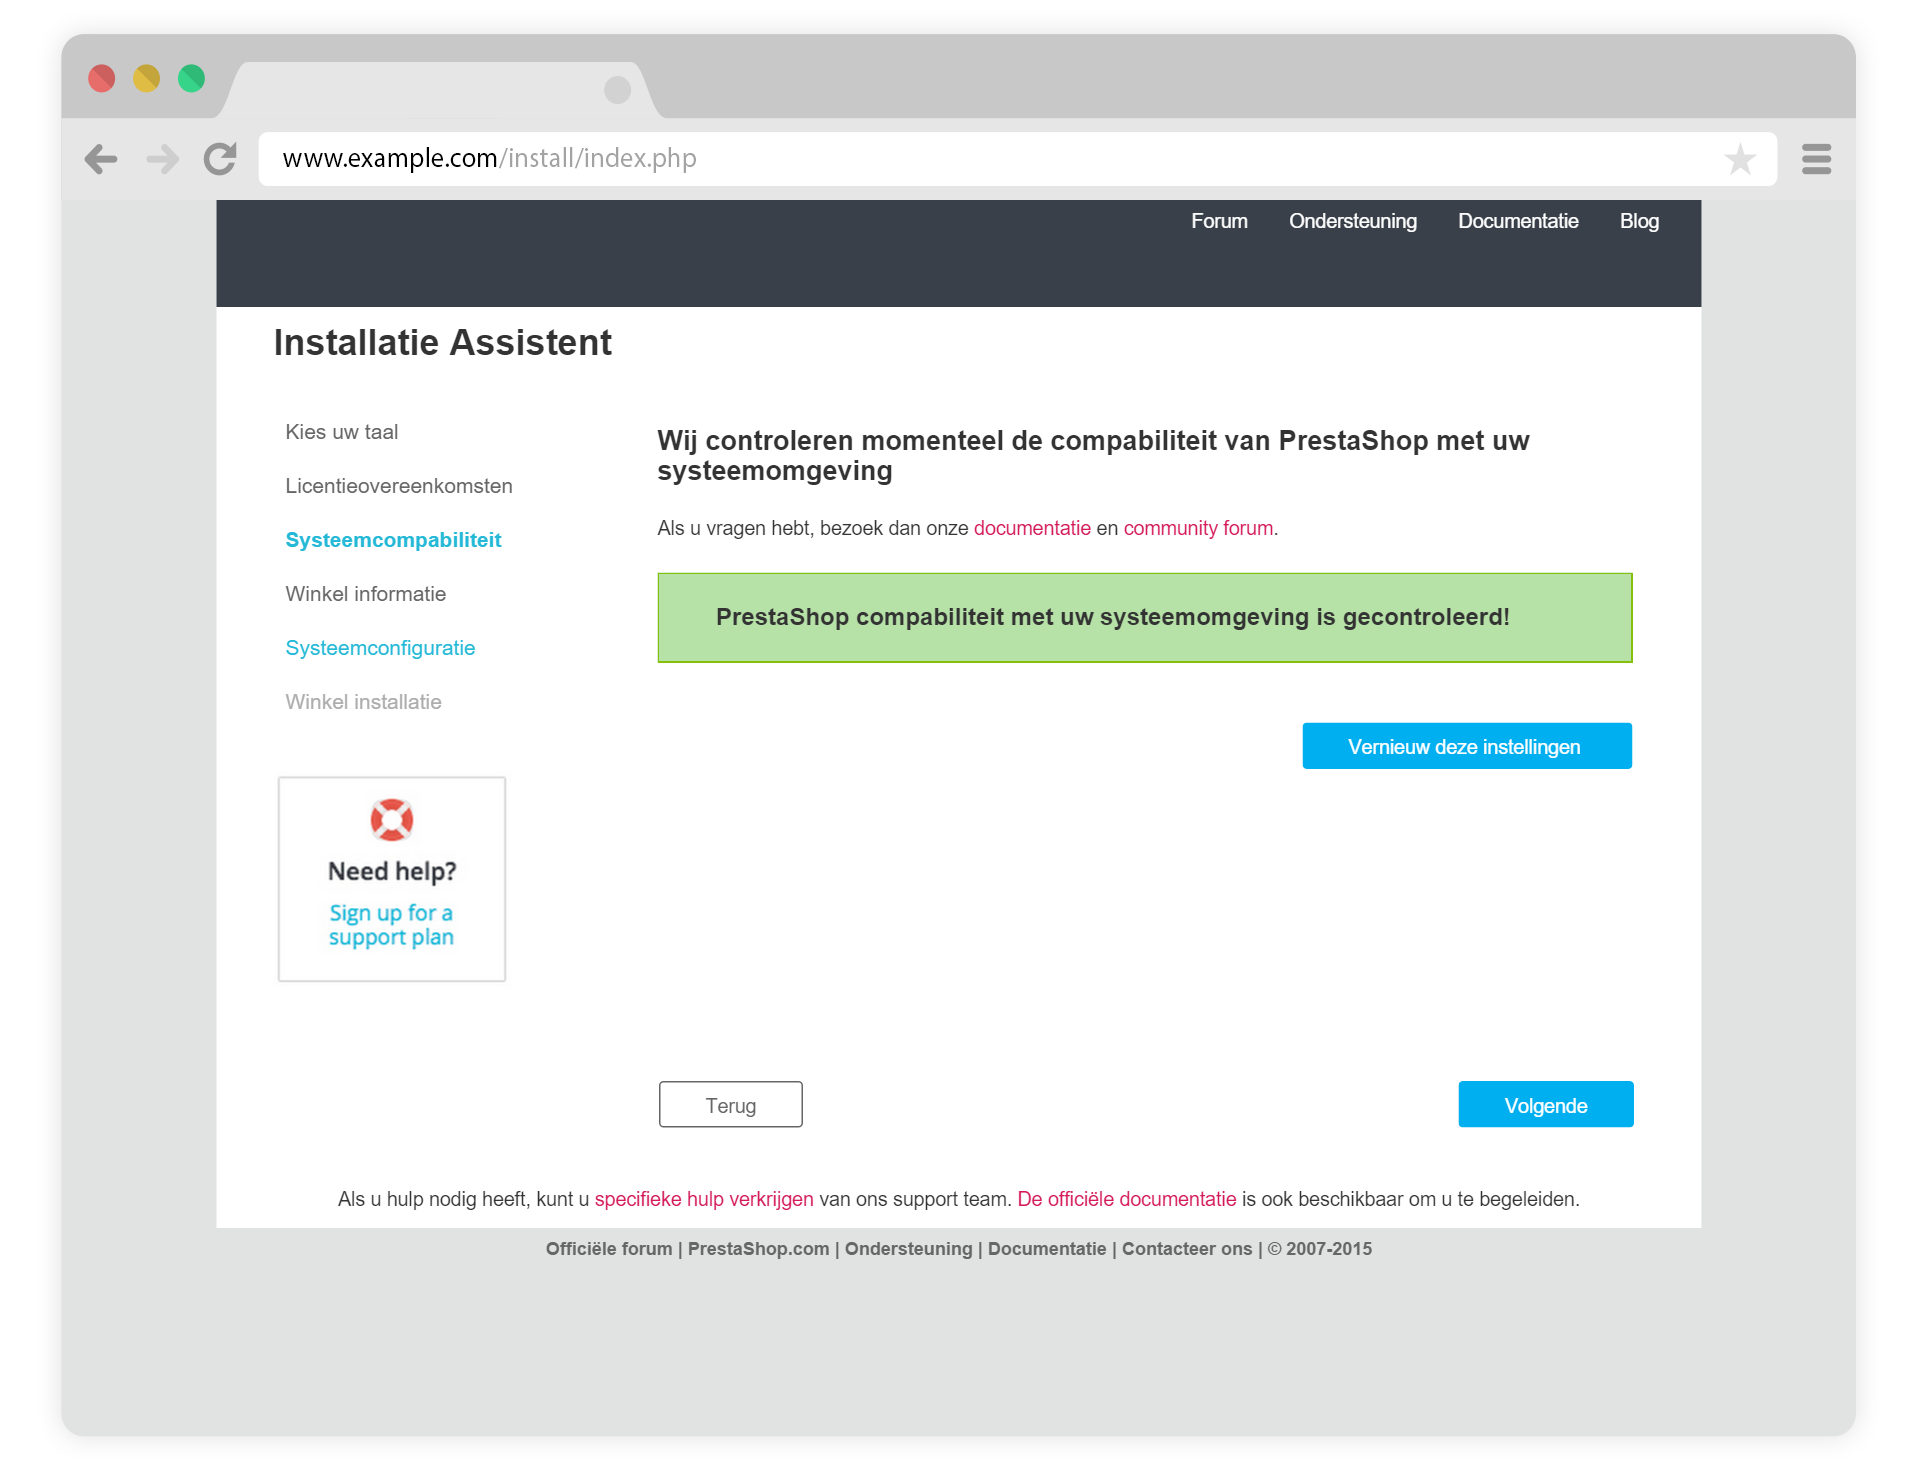 www.example.com/install/index.php
Forum Ondersteuning Documentatie Blog
Installatie Assistent
Kies uw taal
Licentieovereenkomsten
Systeemcompabiliteit
Winkel informatie
Systeemconfiguratie
Winkel installatie
Need help?
Sign up for a
support plan
Wij controleren momenteel de compabiliteit van PrestaShop met uw
systeemomgeving
Als u vragen hebt, bezoek dan onze documentatie en community forum.
PrestaShop compabiliteit met uw systeemomgeving is gecontroleerd!
Vernieuw deze instellingen
Terug
Volgende
Als u hulp nodig heeft, kunt u specifieke hulp verkrijgen van ons support team. De officiële documentatie is ook beschikbaar om u te begeleiden.
Officiële forum | PrestaShop.com | Ondersteuning | Documentatie | Contacteer ons | © 2007-2015